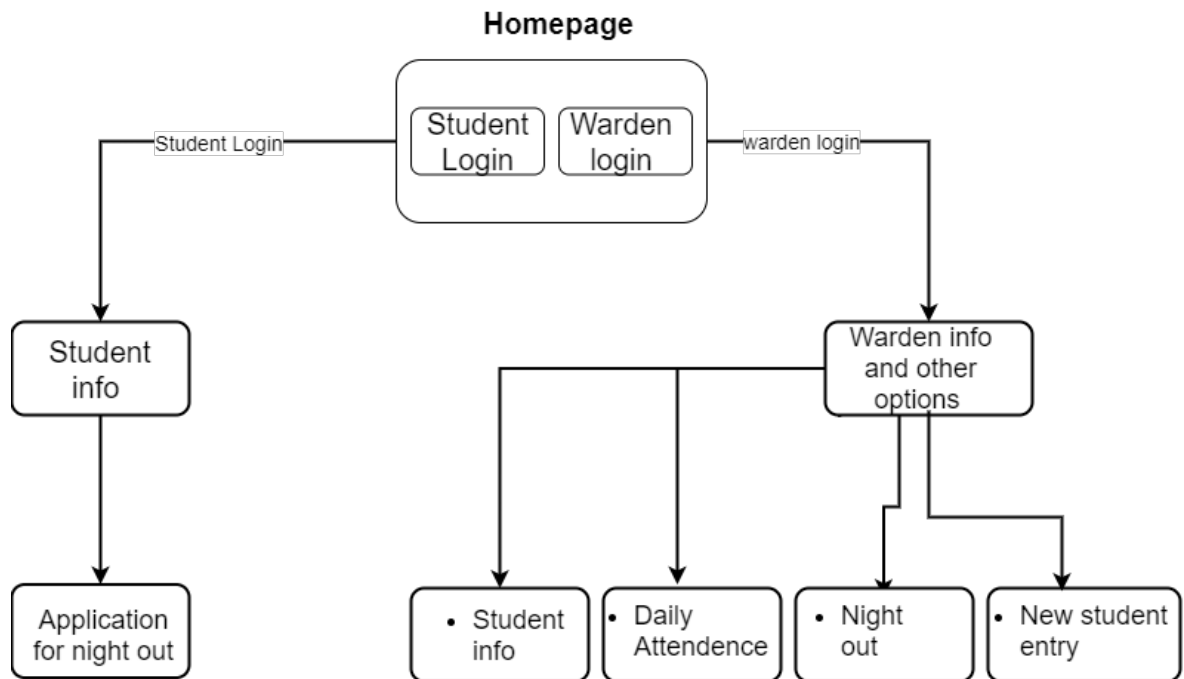 Homepage
Student
Login
Warden
login
Student Login
warden login
Student
info
Warden info
and other
options
Application
for night out
• Student
info
• Daily
Attendence
• Night
out
• New student
entry